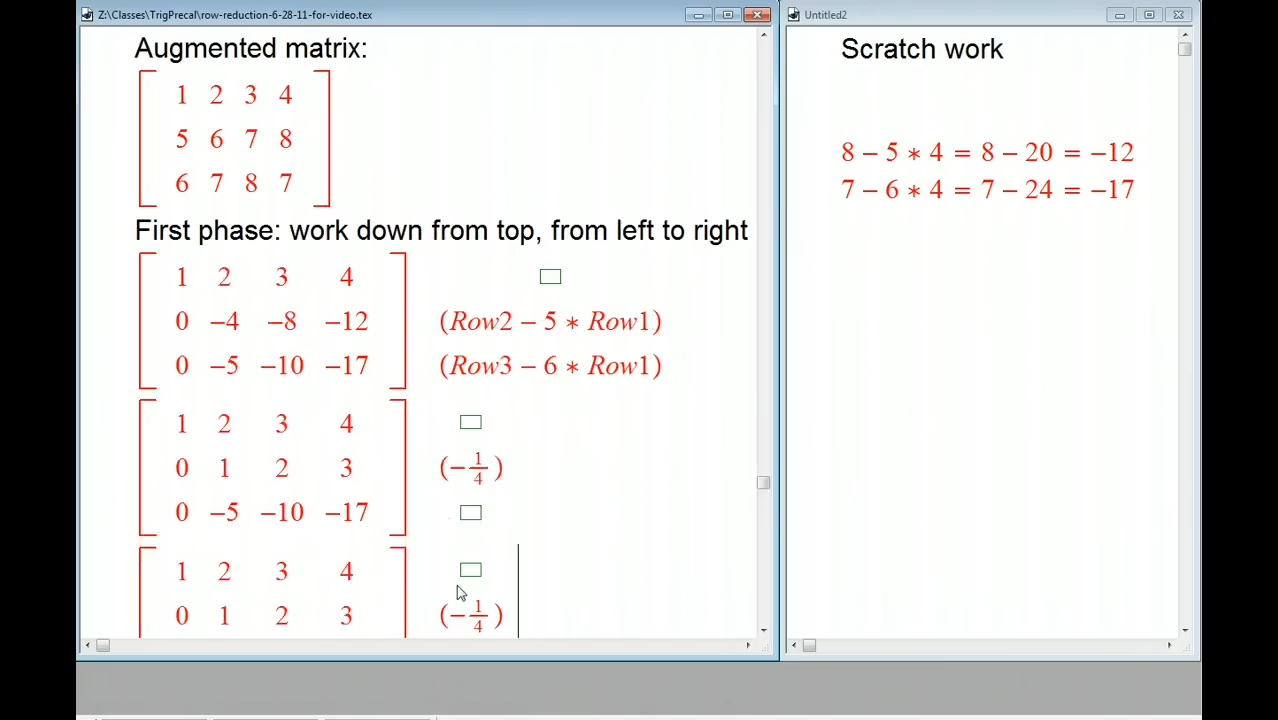 Z:\Classes\TrigPrecal\row-reduction-6-28-11-for-video.tex
Augmented matrix:
1 2 3 4
5 6 7 8
6 7 8 7
First phase: work down from top, from left to right
1 2 3 4
0 −4 −8 −12 (Row2 − 5 ∗ Row1)
0 −5 −10 −17 (Row3 − 6 ∗ Row1)
1 2 3 4
0 1 2 3 (−1/4)
0 −5 −10 −17
1 2 3 4
0 1 2 3 (−1/4)
Untitled2
Scratch work
8 − 5 ∗ 4 = 8 − 20 = −12
7 − 6 ∗ 4 = 7 − 24 = −17